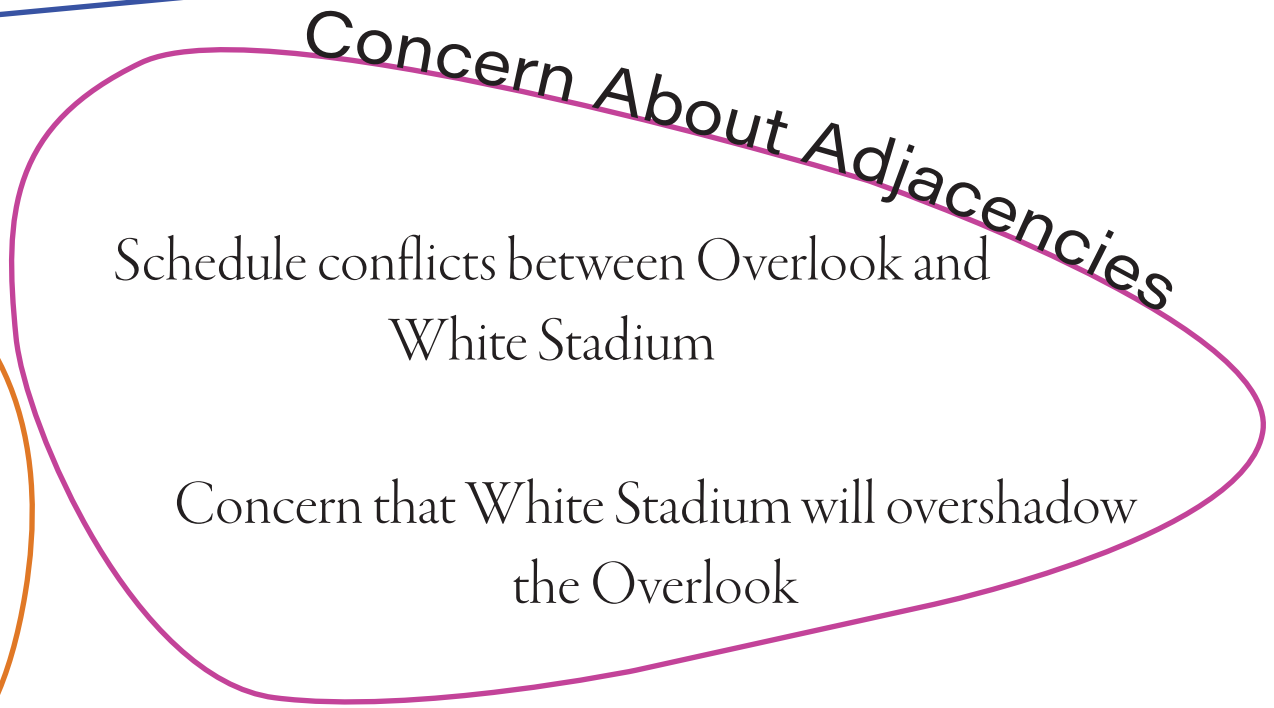 Concern About Adjacencies
Schedule conflicts between Overlook and
White Stadium
Concern that White Stadium will overshadow
the Overlook